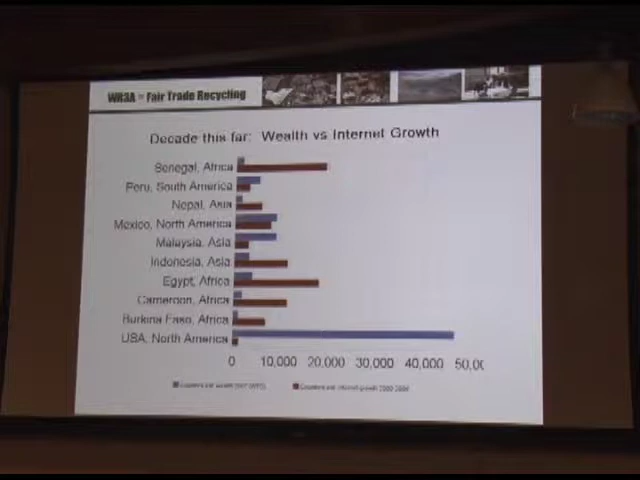 WR3A = Fair Trade Recycling
Decade this far: Wealth vs Internet Growth
Senegal, Africa
Peru, South America
Nepal, Asia
Mexico, North America
Malaysia, Asia
Indonesia, Asia
Egypt, Africa
Cameroon, Africa
Burkina Faso, Africa
USA, North America
0 10,000 20,000 30,000 40,000 50,0